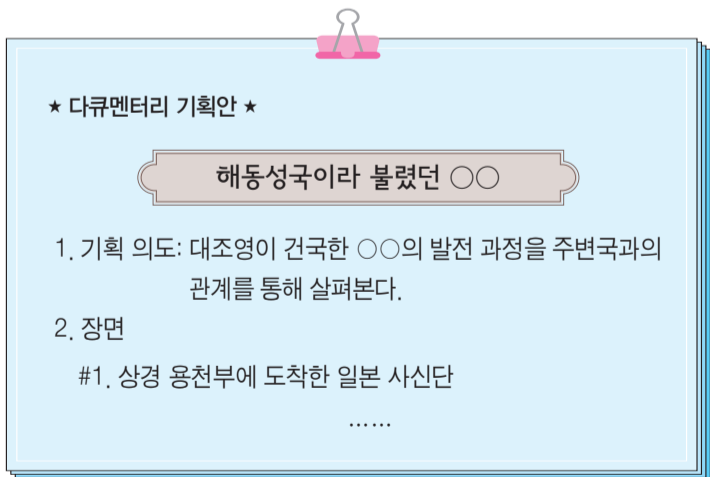 ★ 다큐멘터리 기획안 ★
해동성국이라 불렸던 ○○
1. 기획 의도: 대조영이 건국한 ○○의 발전 과정을 주변국과의
관계를 통해 살펴본다.
2. 장면
#1. 상경 용천부에 도착한 일본 사신단
……